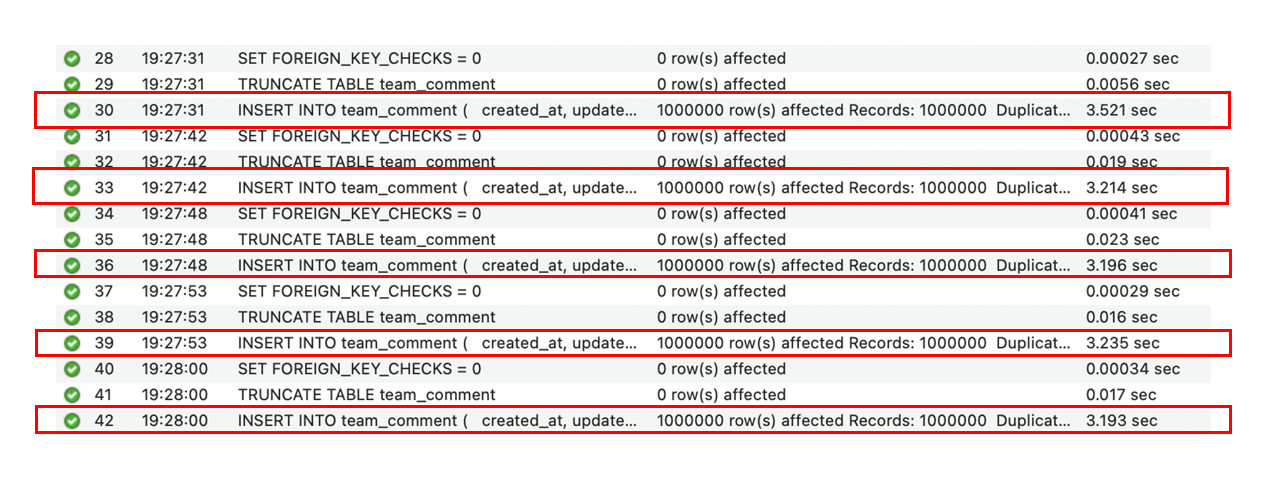 28 19:27:31 SET FOREIGN_KEY_CHECKS = 0 0 row(s) affected 0.00027 sec
29 19:27:31 TRUNCATE TABLE team_comment 0 row(s) affected 0.0056 sec
30 19:27:31 INSERT INTO team_comment ( created_at, update... 1000000 row(s) affected Records: 1000000 Duplicat... 3.521 sec
31 19:27:42 SET FOREIGN_KEY_CHECKS = 0 0 row(s) affected 0.00043 sec
32 19:27:42 TRUNCATE TABLE team_comment 0 row(s) affected 0.019 sec
33 19:27:42 INSERT INTO team_comment ( created_at, update... 1000000 row(s) affected Records: 1000000 Duplicat... 3.214 sec
34 19:27:48 SET FOREIGN_KEY_CHECKS = 0 0 row(s) affected 0.00041 sec
35 19:27:48 TRUNCATE TABLE team_comment 0 row(s) affected 0.023 sec
36 19:27:48 INSERT INTO team_comment ( created_at, update... 1000000 row(s) affected Records: 1000000 Duplicat... 3.196 sec
37 19:27:53 SET FOREIGN_KEY_CHECKS = 0 0 row(s) affected 0.00029 sec
38 19:27:53 TRUNCATE TABLE team_comment 0 row(s) affected 0.016 sec
39 19:27:53 INSERT INTO team_comment ( created_at, update... 1000000 row(s) affected Records: 1000000 Duplicat... 3.235 sec
40 19:28:00 SET FOREIGN_KEY_CHECKS = 0 0 row(s) affected 0.00034 sec
41 19:28:00 TRUNCATE TABLE team_comment 0 row(s) affected 0.017 sec
42 19:28:00 INSERT INTO team_comment ( created_at, update... 1000000 row(s) affected Records: 1000000 Duplicat... 3.193 sec